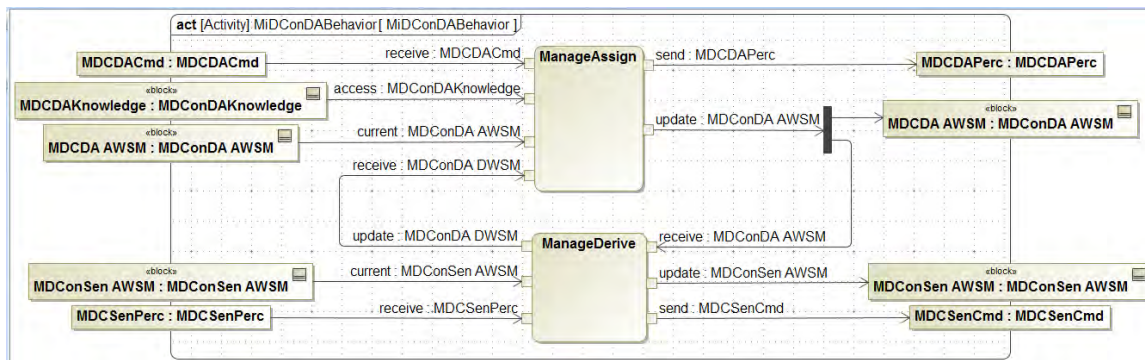 act [Activity] MiDConDABehavior[ MiDConDABehavior ]
MDCDACmd : MDCDACmd
receive : MDCDACmd
ManageAssign
send : MDCDAPerc
MDCDAPerc : MDCDAPerc
«block»
MDCDAKnowledge : MDConDAKnowledge
access : MDConDAKnowledge
«block»
MDCDA AWSM : MDConDA AWSM
current : MDConDA AWSM
update : MDConDA AWSM
«block»
MDCDA AWSM : MDConDA AWSM
receive : MDConDA DWSM
update : MDConDA DWSM
ManageDerive
receive : MDConDA AWSM
«block»
MDConSen AWSM : MDConSen AWSM
current : MDConSen AWSM
update : MDConSen AWSM
«block»
MDConSen AWSM : MDConSen AWSM
MDCSenPerc : MDCSenPerc
receive : MDCSenPerc
send : MDCSenCmd
MDCSenCmd : MDCSenCmd